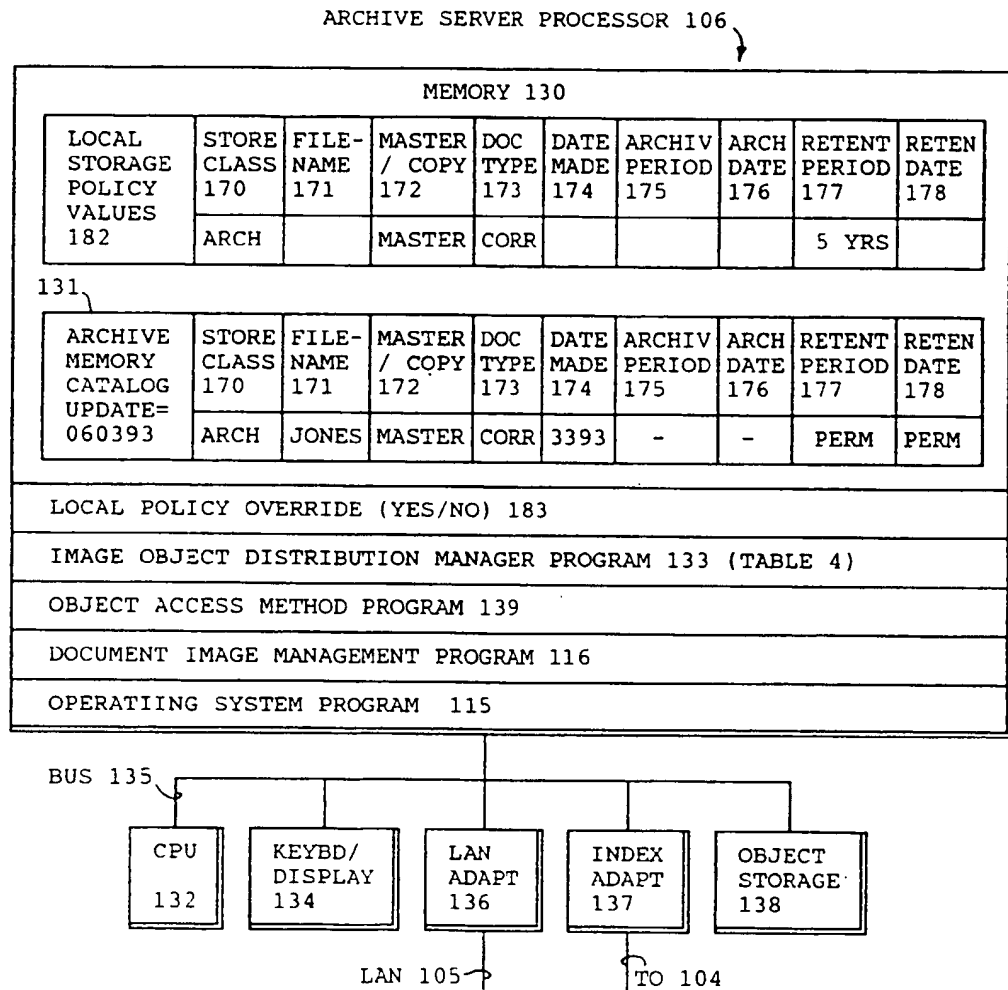 ARCHIVE SERVER PROCESSOR 106
MEMORY 130
LOCAL STORAGE POLICY VALUES 182
STORE CLASS 170
FILE-NAME 171
MASTER / COPY 172
DOC TYPE 173
DATE MADE 174
ARCHIV PERIOD 175
ARCH DATE 176
RETENT PERIOD 177
RETEN DATE 178
ARCH MASTER CORR 5 YRS
131
ARCHIVE MEMORY CATALOG UPDATE= 060393
STORE CLASS 170
FILE-NAME 171
MASTER / COPY 172
DOC TYPE 173
DATE MADE 174
ARCHIV PERIOD 175
ARCH DATE 176
RETENT PERIOD 177
RETEN DATE 178
ARCH JONES MASTER CORR 3393 - - PERM PERM
LOCAL POLICY OVERRIDE (YES/NO) 183
IMAGE OBJECT DISTRIBUTION MANAGER PROGRAM 133 (TABLE 4)
OBJECT ACCESS METHOD PROGRAM 139
DOCUMENT IMAGE MANAGEMENT PROGRAM 116
OPERATIING SYSTEM PROGRAM 115
BUS 135
CPU 132
KEYBD/ DISPLAY 134
LAN ADAPT 136
INDEX ADAPT 137
OBJECT STORAGE 138
LAN 105
TO 104